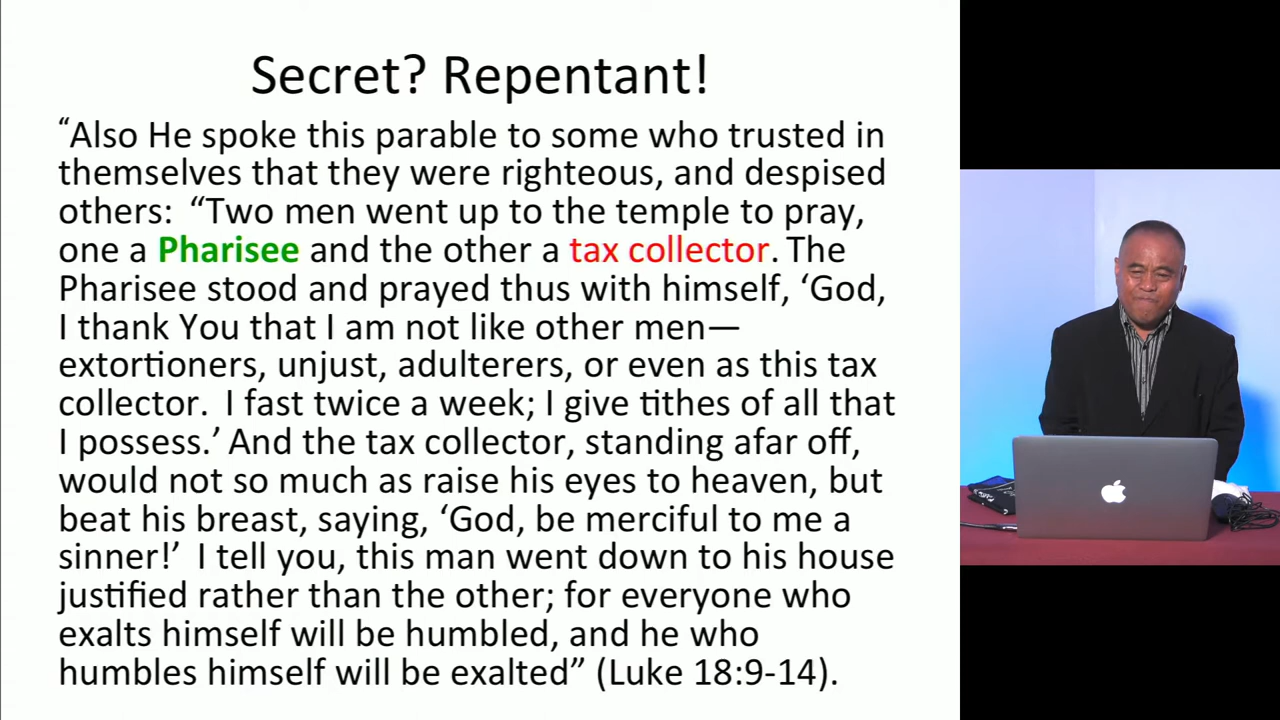 Secret? Repentant!
“Also He spoke this parable to some who trusted in
themselves that they were righteous, and despised
others:  “Two men went up to the temple to pray,
one a Pharisee and the other a tax collector. The
Pharisee stood and prayed thus with himself, ‘God,
I thank You that I am not like other men—
extortioners, unjust, adulterers, or even as this tax
collector.  I fast twice a week; I give tithes of all that
I possess.’ And the tax collector, standing afar off,
would not so much as raise his eyes to heaven, but
beat his breast, saying, ‘God, be merciful to me a
sinner!’  I tell you, this man went down to his house
justified rather than the other; for everyone who
exalts himself will be humbled, and he who
humbles himself will be exalted” (Luke 18:9-14).